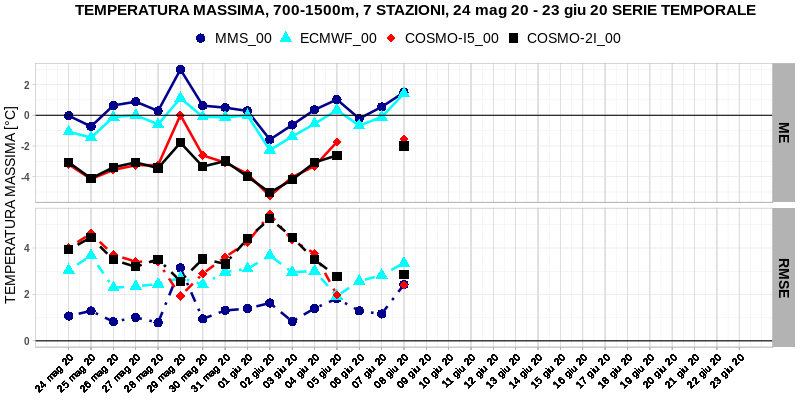 TEMPERATURA MASSIMA, 700-1500m, 7 STAZIONI, 24 mag 20 - 23 giu 20 SERIE TEMPORALE
MMS_00 ECMWF_00 COSMO-I5_00 COSMO-2I_00
TEMPERATURA MASSIMA [°C]
2
0
-2
-4
ME
4
2
0
RMSE
24 mag 20
25 mag 20
26 mag 20
27 mag 20
28 mag 20
29 mag 20
30 mag 20
31 mag 20
01 giu 20
02 giu 20
03 giu 20
04 giu 20
05 giu 20
06 giu 20
07 giu 20
08 giu 20
09 giu 20
10 giu 20
11 giu 20
12 giu 20
13 giu 20
14 giu 20
15 giu 20
16 giu 20
17 giu 20
18 giu 20
19 giu 20
20 giu 20
21 giu 20
22 giu 20
23 giu 20